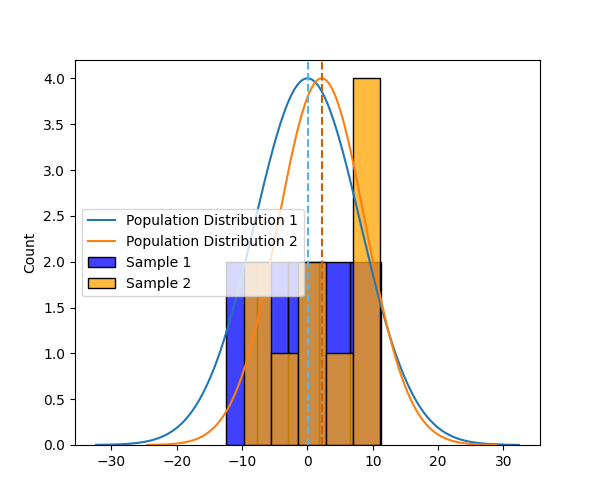 4.0
3.5
3.0
2.5
2.0
1.5
1.0
0.5
0.0
Count
Population Distribution 1
Population Distribution 2
Sample 1
Sample 2
−30 −20 −10 0 10 20 30